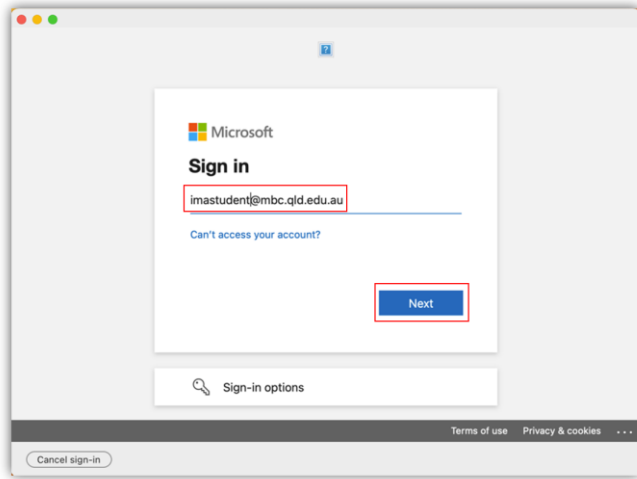 ?
Microsoft
Sign in
imastudent@mbc.qld.edu.au
Can't access your account?
Next
Sign-in options
Terms of use Privacy & cookies ...
Cancel sign-in